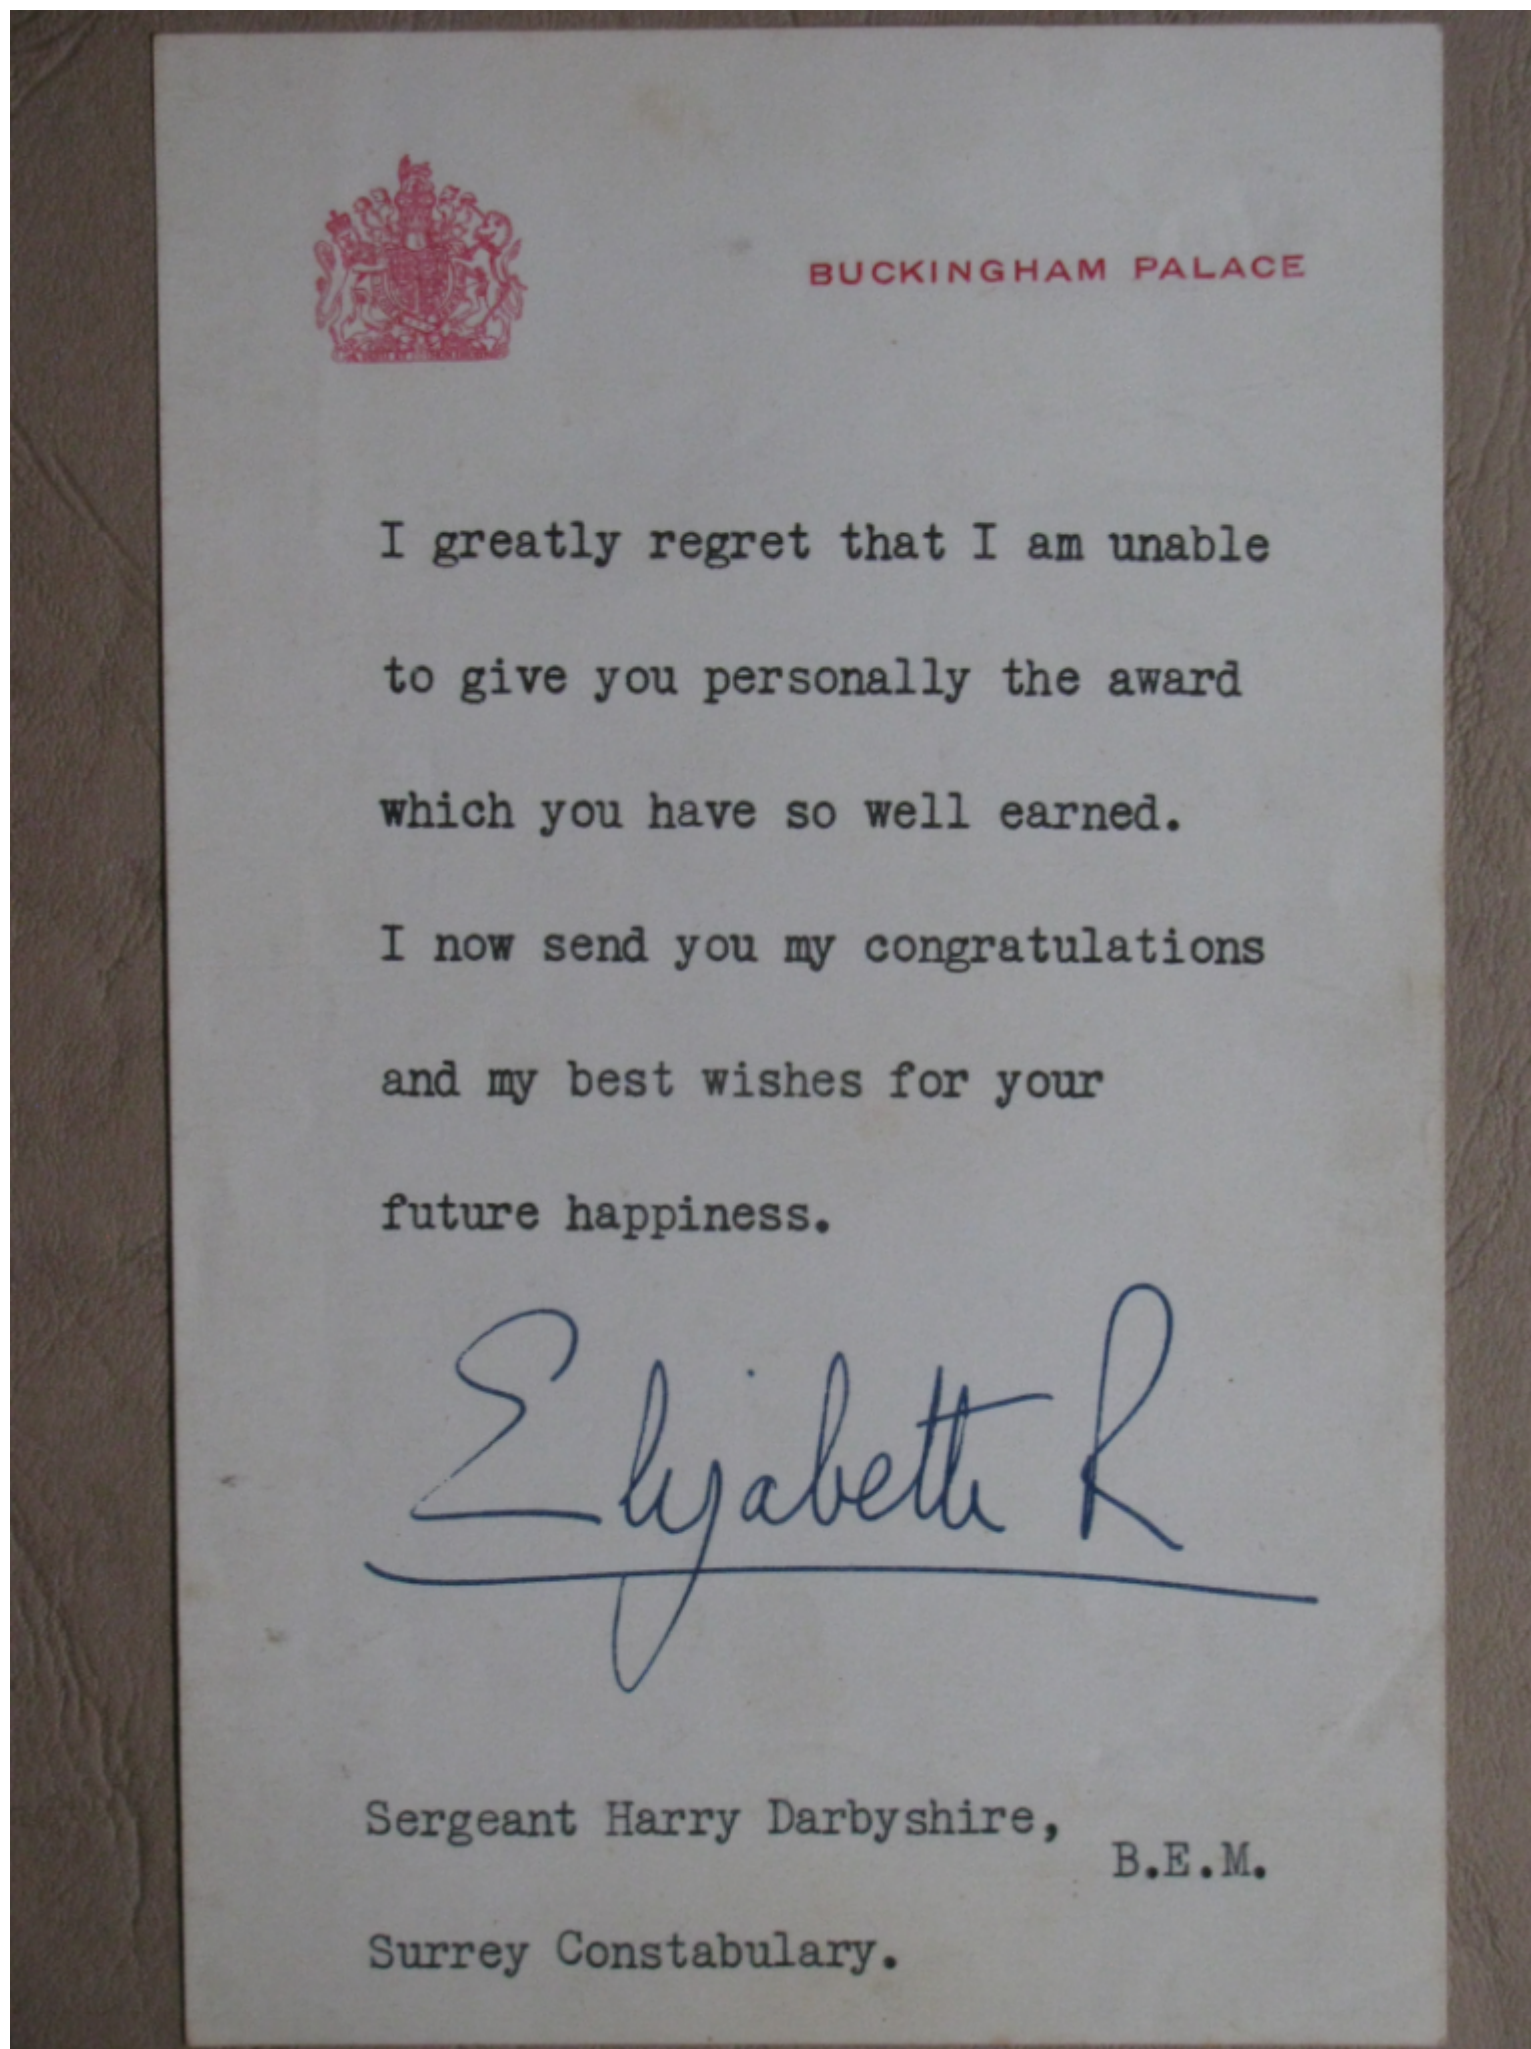 BUCKINGHAM PALACE
I greatly regret that I am unable
to give you personally the award
which you have so well earned.
I now send you my congratulations
and my best wishes for your
future happiness.
Elizabeth R
Sergeant Harry Darbyshire,
B.E.M.
Surrey Constabulary.